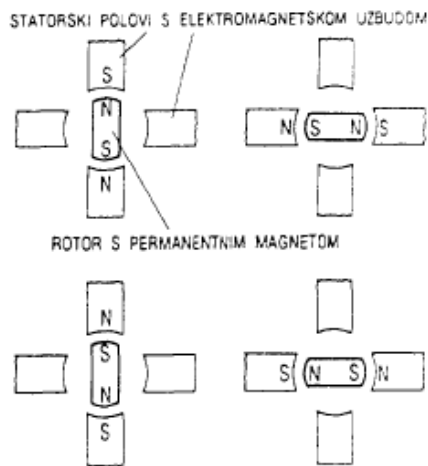 STATORSKI POLOVI S ELEKTROMAGNETSKOM UZBUDOM
S
N
S
N
N S N S
ROTOR S PERMANENTNIM MAGNETOM
N
S
N
S
S N S N